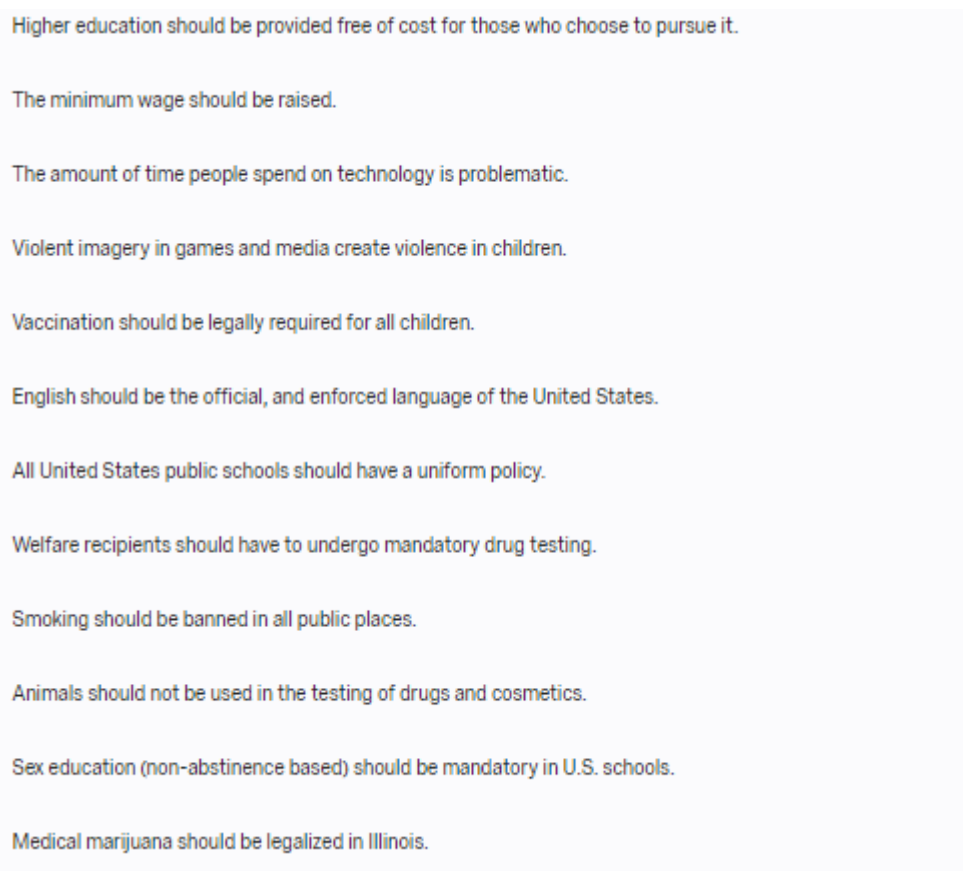 Higher education should be provided free of cost for those who choose to pursue it.
The minimum wage should be raised.
The amount of time people spend on technology is problematic.
Violent imagery in games and media create violence in children.
Vaccination should be legally required for all children.
English should be the official, and enforced language of the United States.
All United States public schools should have a uniform policy.
Welfare recipients should have to undergo mandatory drug testing.
Smoking should be banned in all public places.
Animals should not be used in the testing of drugs and cosmetics.
Sex education (non-abstinence based) should be mandatory in U.S. schools.
Medical marijuana should be legalized in Illinois.